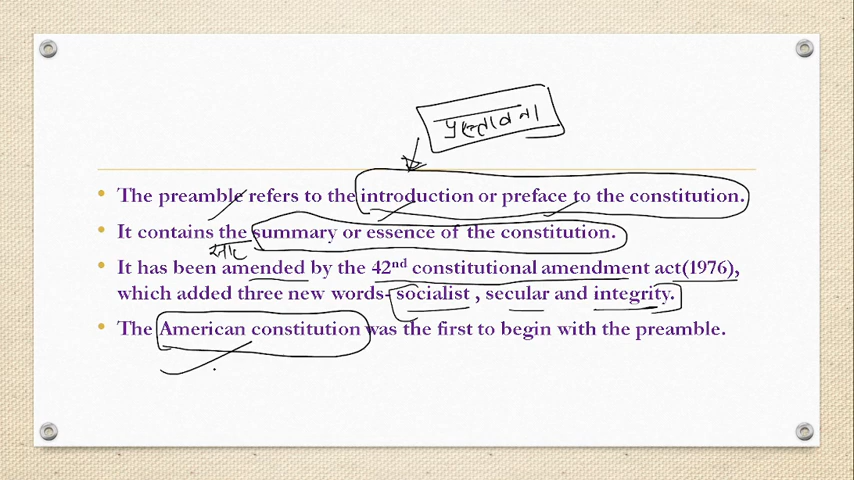 प्रस्तावना
• The preamble refers to the introduction or preface to the constitution.
• It contains the summary or essence of the constitution.
सार
• It has been amended by the 42nd constitutional amendment act(1976),
which added three new words- socialist , secular and integrity.
• The American constitution was the first to begin with the preamble.